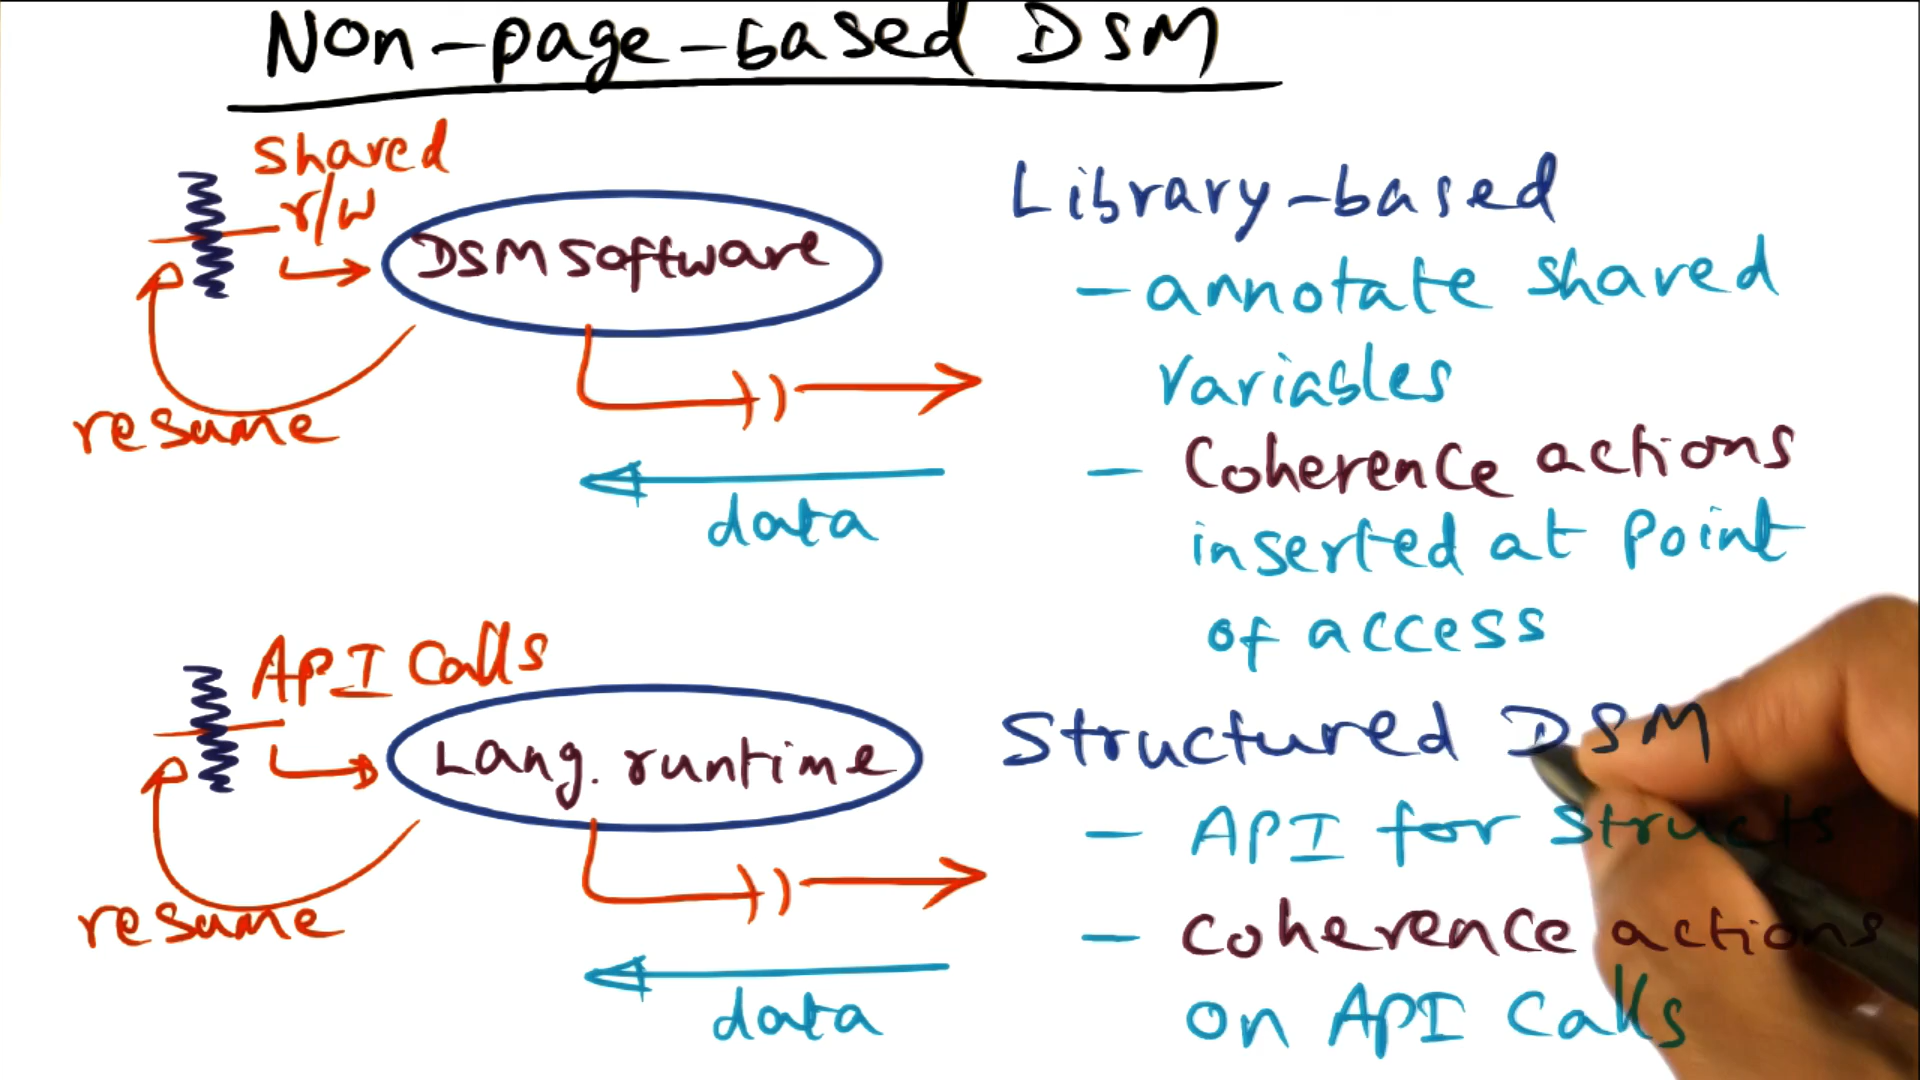 Non-page-based DSM
shared
r/w
DSM software
resume
data
Library-based
- annotate shared
variables
- Coherence actions
inserted at point
of access
API Calls
Lang. runtime
resume
data
Structured DSM
- API for structs
- coherence actions
on API Calls